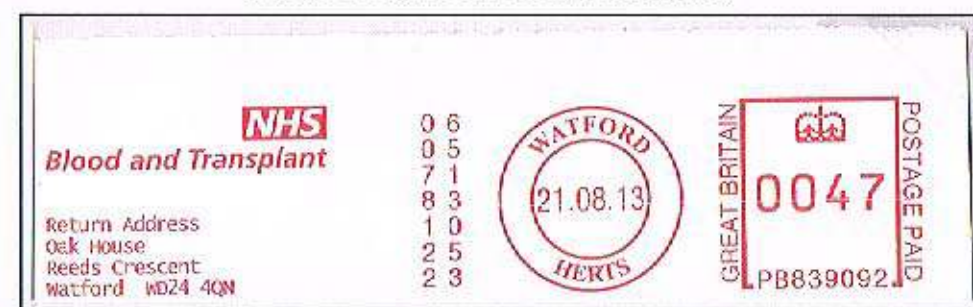 NHS
Blood and Transplant
Return Address
Oak House
Reeds Crescent
Watford WD24 4QN
0 6
0 5
7 1
8 3
1 0
2 5
2 3
WATFORD
21.08.13
HERTS
GREAT BRITAIN
0047
POSTAGE PAID
PB839092